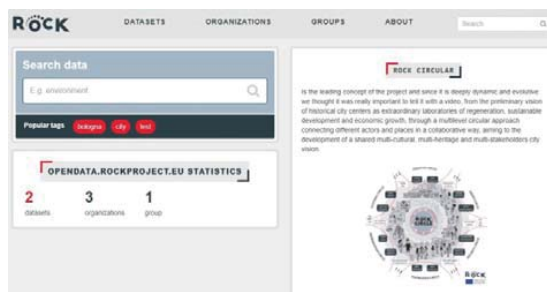 ROCK
DATASETS ORGANIZATIONS GROUPS ABOUT
Search
Search data
E.g. environment
Popular tags bologna city test
OPENDATA.ROCKPROJECT.EU STATISTICS
2 3 1
datasets organizations group
ROCK CIRCULAR
is the leading concept of the project and since it is deeply dynamic and evolutive
we thought it was really important to tell it with a video, from the preliminary vision
of historical city centers as extraordinary laboratories of regeneration, sustainable
development and economic growth, through a multilevel circular approach
connecting different actors and places in a collaborative way, aiming to the
development of a shared multi-cultural, multi-heritage and multi-stakeholders city
vision.
ROCK
CIRCLE
ROCK